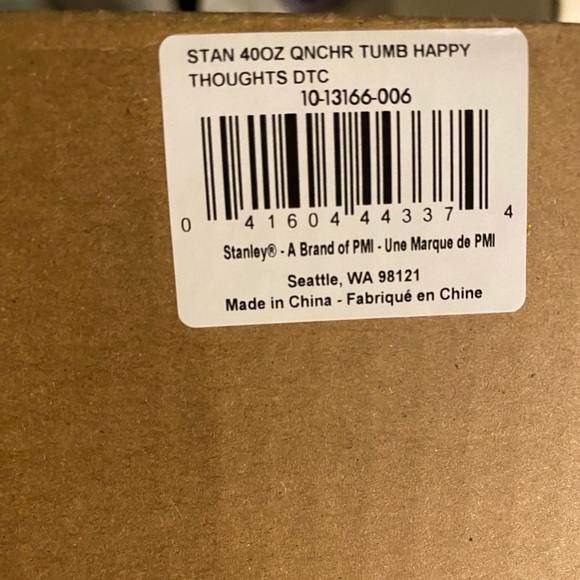 STAN 40OZ QNCHR TUMB HAPPY
THOUGHTS DTC
10-13166-006
0 41604 44337 4
Stanley® - A Brand of PMI - Une Marque de PMI
Seattle, WA 98121
Made in China - Fabriqué en Chine